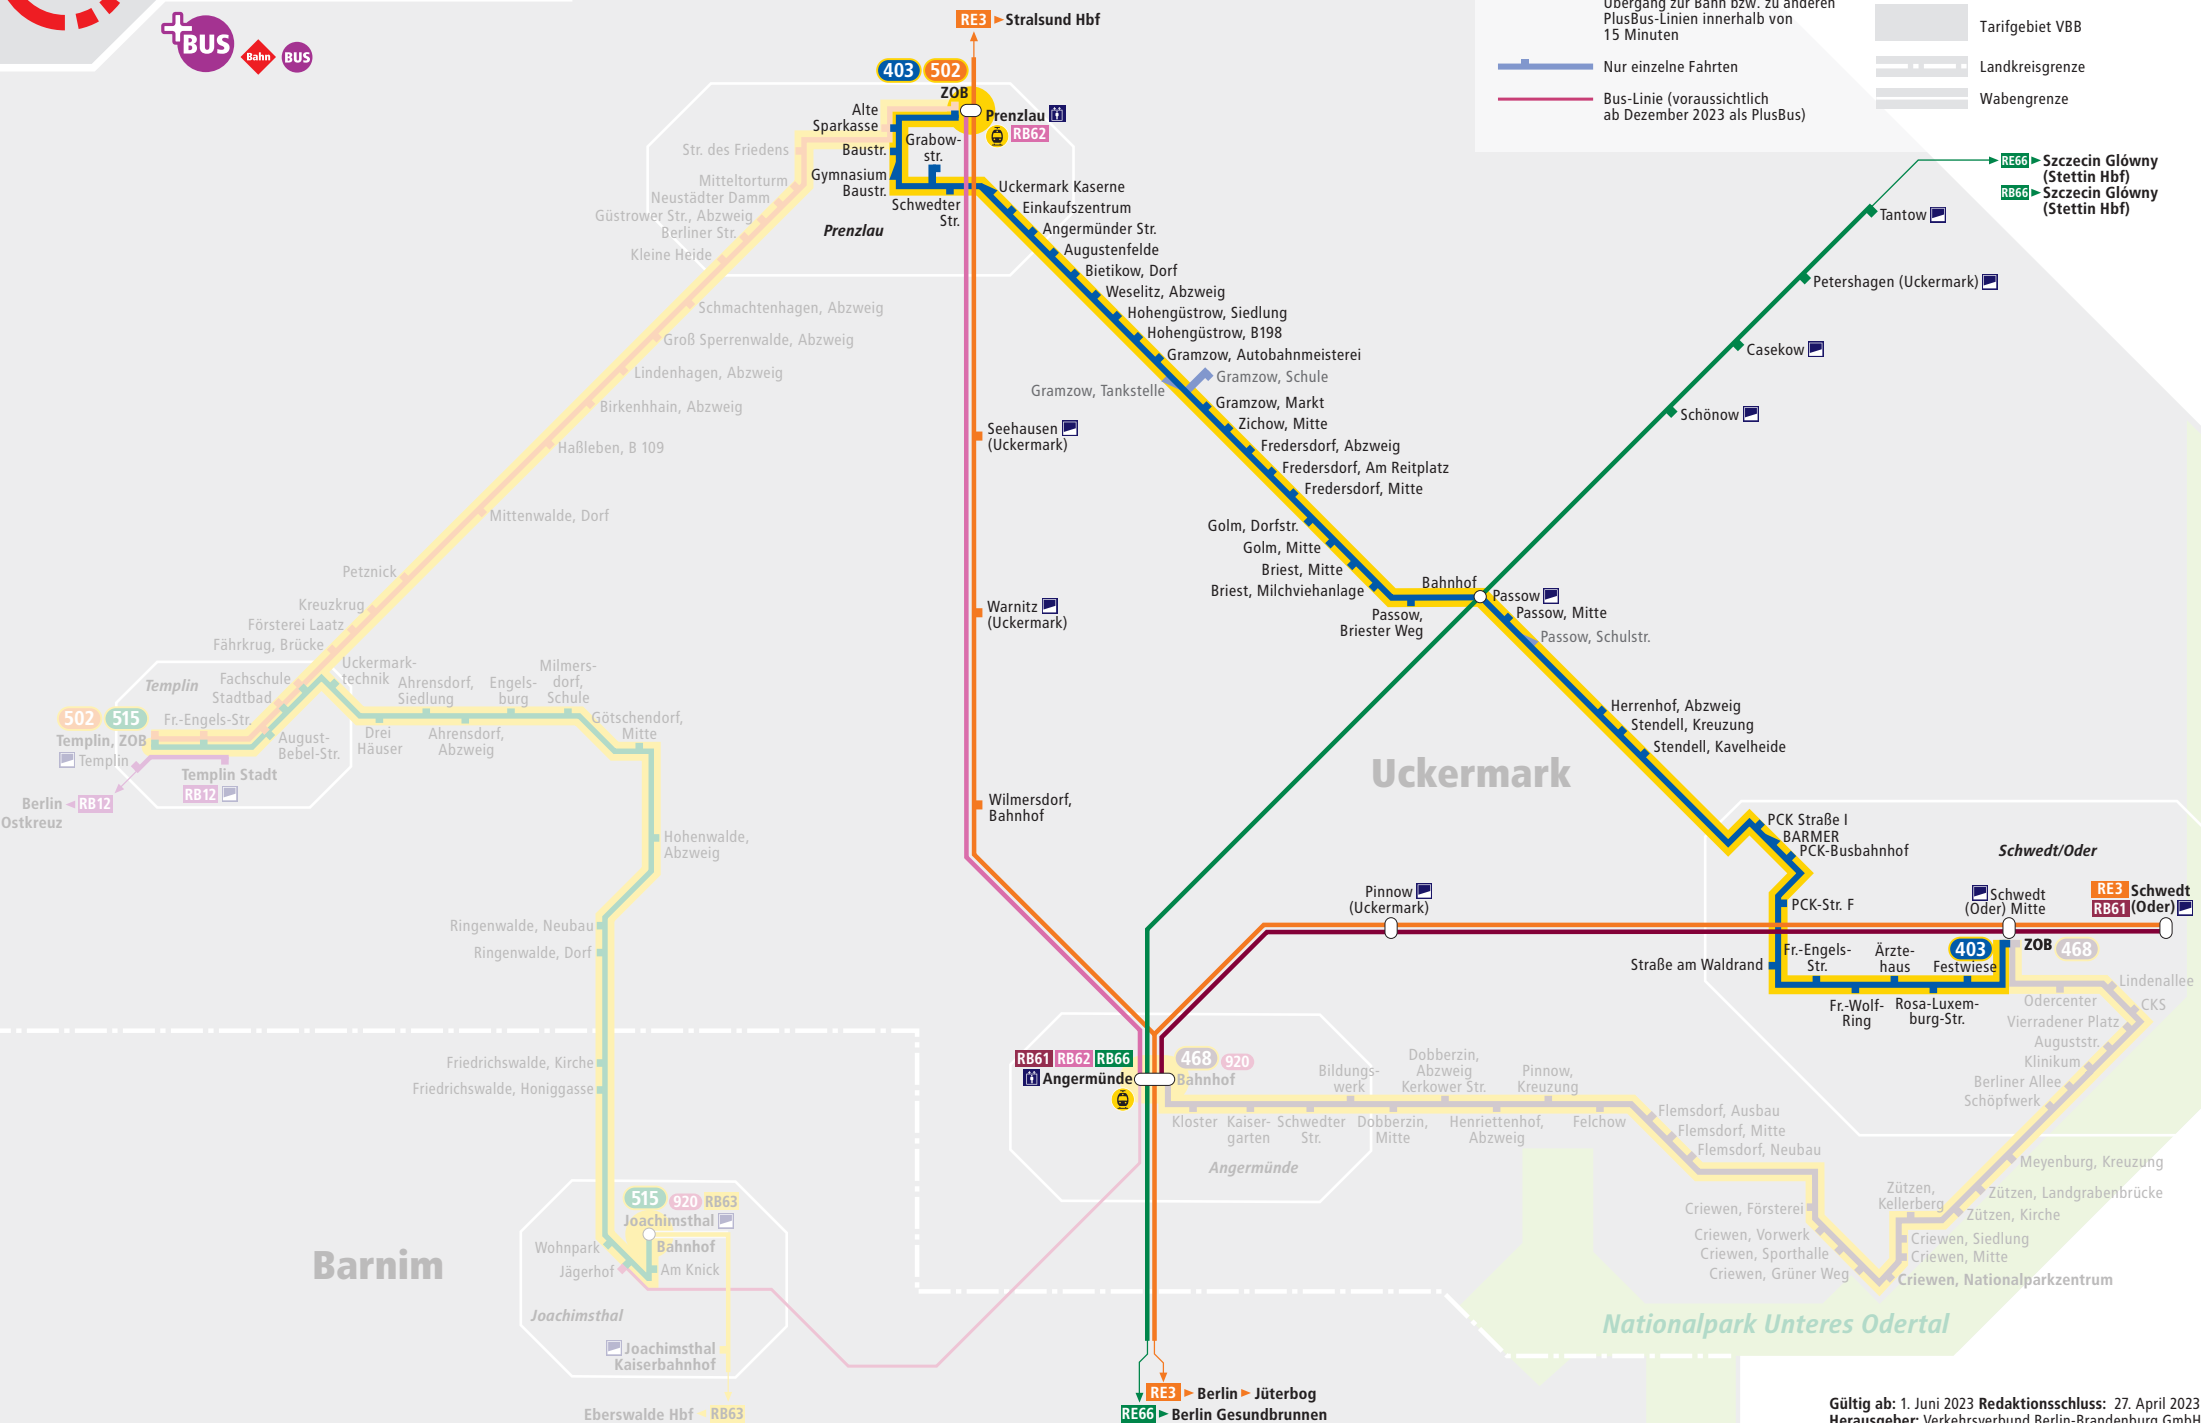 BUS
Bahn
BUS
RE3 Stralsund Hbf
Übergang zur Bahn bzw. zu anderen
PlusBus-Linien innerhalb von
15 Minuten
Nur einzelne Fahrten
Bus-Linie (voraussichtlich
ab Dezember 2023 als PlusBus)
Tarifgebiet VBB
Landkreisgrenze
Wabengrenze
403 502
ZOB
Prenzlau
RB62
Alte
Sparkasse
Baustr.
Grabow-
str.
Gymnasium
Baustr.
Schwedter
Str.
Prenzlau
Str. des Friedens
Mitteltorturm
Neustädter Damm
Güstrower Str., Abzweig
Berliner Str.
Kleine Heide
Schmachtenhagen, Abzweig
Groß Sperrenwalde, Abzweig
Lindenhagen, Abzweig
Birkenhhain, Abzweig
Haßleben, B 109
Mittenwalde, Dorf
Petznick
Kreuzkrug
Försterei Laatz
Fährkrug, Brücke
Uckermark Kaserne
Einkaufszentrum
Angermünder Str.
Augustenfelde
Bietikow, Dorf
Weselitz, Abzweig
Hohengüstrow, Siedlung
Hohengüstrow, B198
Gramzow, Autobahnmeisterei
Gramzow, Schule
Gramzow, Tankstelle
Gramzow, Markt
Zichow, Mitte
Fredersdorf, Abzweig
Fredersdorf, Am Reitplatz
Fredersdorf, Mitte
Golm, Dorfstr.
Golm, Mitte
Briest, Mitte
Briest, Milchviehanlage
Passow,
Briester Weg
Bahnhof
Passow
Passow, Mitte
Passow, Schulstr.
RE66 Szczecin Glówny
(Stettin Hbf)
RB66 Szczecin Glówny
(Stettin Hbf)
Tantow
Petershagen (Uckermark)
Casekow
Schönow
Seehausen
(Uckermark)
Warnitz
(Uckermark)
Wilmersdorf,
Bahnhof
Templin
Fachschule
Stadtbad
Fr.-Engels-Str.
502 515
Templin, ZOB
Templin
Templin Stadt
RB12
Berlin RB12
Ostkreuz
August-
Bebel-Str.
Uckermark-
technik
Drei
Häuser
Ahrensdorf,
Siedlung
Ahrensdorf,
Abzweig
Engels-
burg
Milmers-
dorf,
Schule
Götschendorf,
Mitte
Hohenwalde,
Abzweig
Ringenwalde, Neubau
Ringenwalde, Dorf
Friedrichswalde, Kirche
Friedrichswalde, Honiggasse
Uckermark
Herrenhof, Abzweig
Stendell, Kreuzung
Stendell, Kavelheide
PCK Straße I
BARMER
PCK-Busbahnhof
Schwedt/Oder
PCK-Str. F
Pinnow
(Uckermark)
Schwedt
(Oder) Mitte
RE3 Schwedt
RB61 (Oder)
Straße am Waldrand
Fr.-Engels-
Str.
Ärzte-
haus
403
Festwiese
ZOB 468
Fr.-Wolf-
Ring
Rosa-Luxem-
burg-Str.
Lindenallee
Odercenter
CKS
Vierradener Platz
Auguststr.
Klinikum
Berliner Allee
Schöpfwerk
RB61 RB62 RB66
Angermünde
468 920
Bahnhof
Kloster
Kaiser-
garten
Schwedter
Str.
Bildungs-
werk
Dobberzin,
Mitte
Dobberzin,
Abzweig
Kerkower Str.
Henriettenhof,
Abzweig
Pinnow,
Kreuzung
Felchow
Angermünde
Flemsdorf, Ausbau
Flemsdorf, Mitte
Flemsdorf, Neubau
Meyenburg, Kreuzung
Zützen, Landgrabenbrücke
Zützen, Kirche
Zützen,
Kellerberg
Criewen, Försterei
Criewen, Vorwerk
Criewen, Sporthalle
Criewen, Grüner Weg
Criewen, Siedlung
Criewen, Mitte
Criewen, Nationalparkzentrum
Nationalpark Unteres Odertal
Barnim
515 920 RB63
Joachimsthal
Bahnhof
Wohnpark
Jägerhof
Am Knick
Joachimsthal
Joachimsthal
Kaiserbahnhof
Eberswalde Hbf RB63
RE3 Berlin Jüterbog
RE66 Berlin Gesundbrunnen
Gültig ab: 1. Juni 2023 Redaktionsschluss: 27. April 2023
Herausgeber: Verkehrsverbund Berlin-Brandenburg GmbH